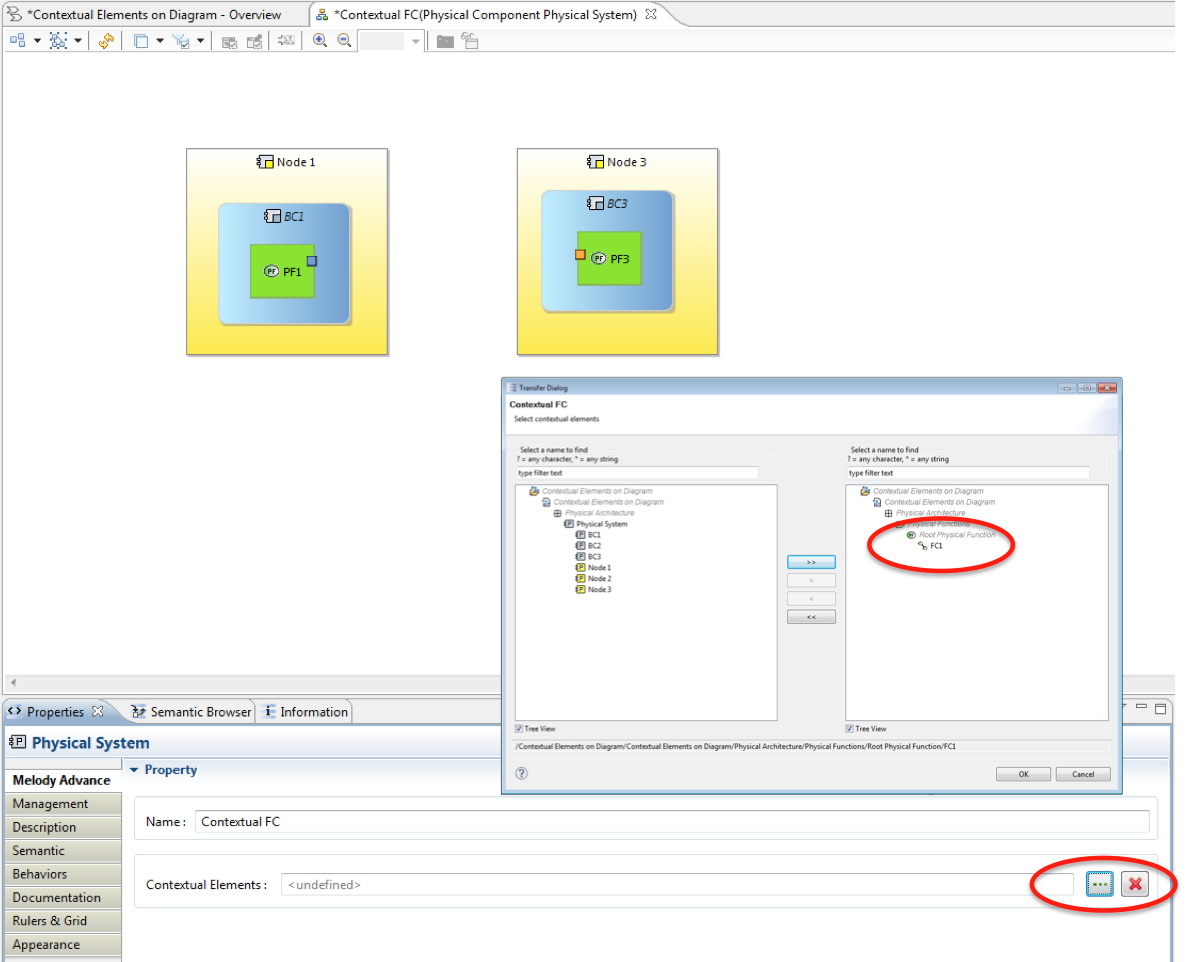 *Contextual Elements on Diagram - Overview
*Contextual FC(Physical Component Physical System)
Node 1
BC1
PF PF1
Node 3
BC3
PF PF3
Transfer Dialog
Contextual FC
Select contextual elements
Select a name to find
? = any character, * = any string
type filter text
Contextual Elements on Diagram
Contextual Elements on Diagram
Physical Architecture
Physical System
BC1
BC2
BC3
Node 1
Node 2
Node 3
Tree View
>>
>
<
<<
Select a name to find
? = any character, * = any string
type filter text
Contextual Elements on Diagram
Contextual Elements on Diagram
Physical Architecture
Physical Functions
Root Physical Function
FC1
Tree View
/Contextual Elements on Diagram/Contextual Elements on Diagram/Physical Architecture/Physical Functions/Root Physical Function/FC1
OK
Cancel
Properties
Semantic Browser
Information
Physical System
Melody Advance
Management
Description
Semantic
Behaviors
Documentation
Rulers & Grid
Appearance
Property
Name : Contextual FC
Contextual Elements : <undefined>